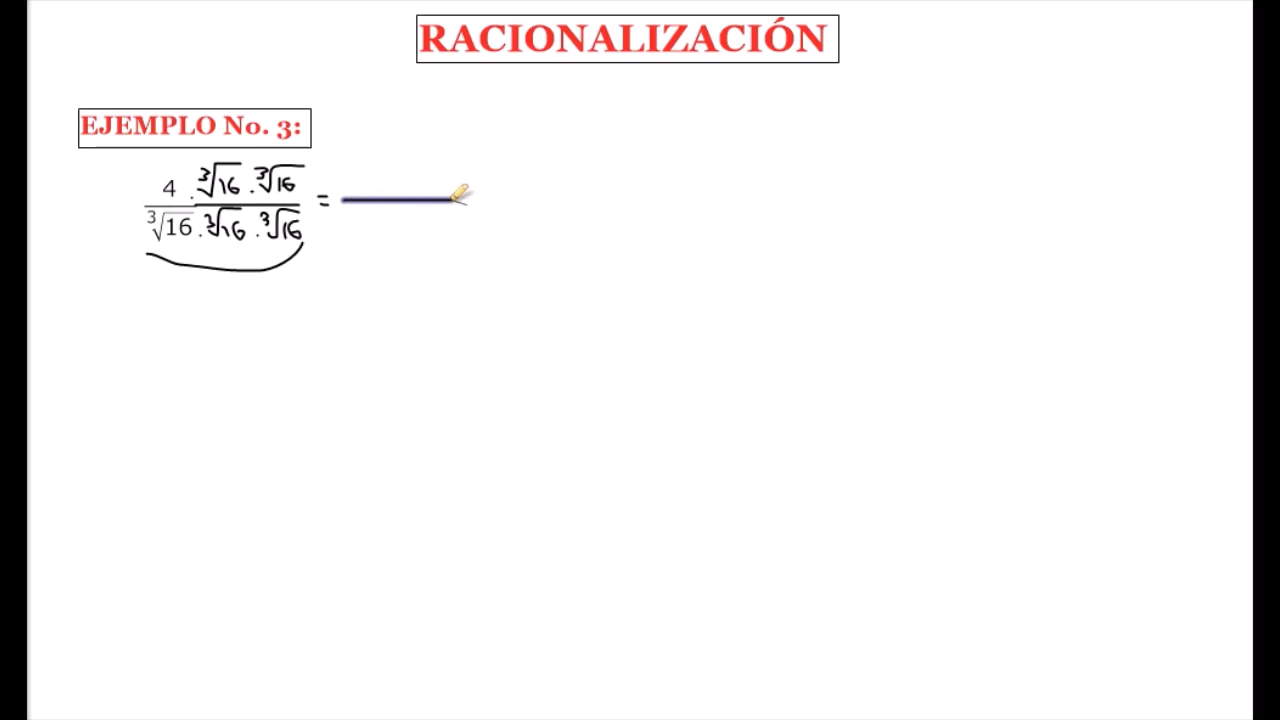 RACIONALIZACIÓN
EJEMPLO No. 3:
4 . ∛16 . ∛16
∛16 . ∛16 . ∛16 =